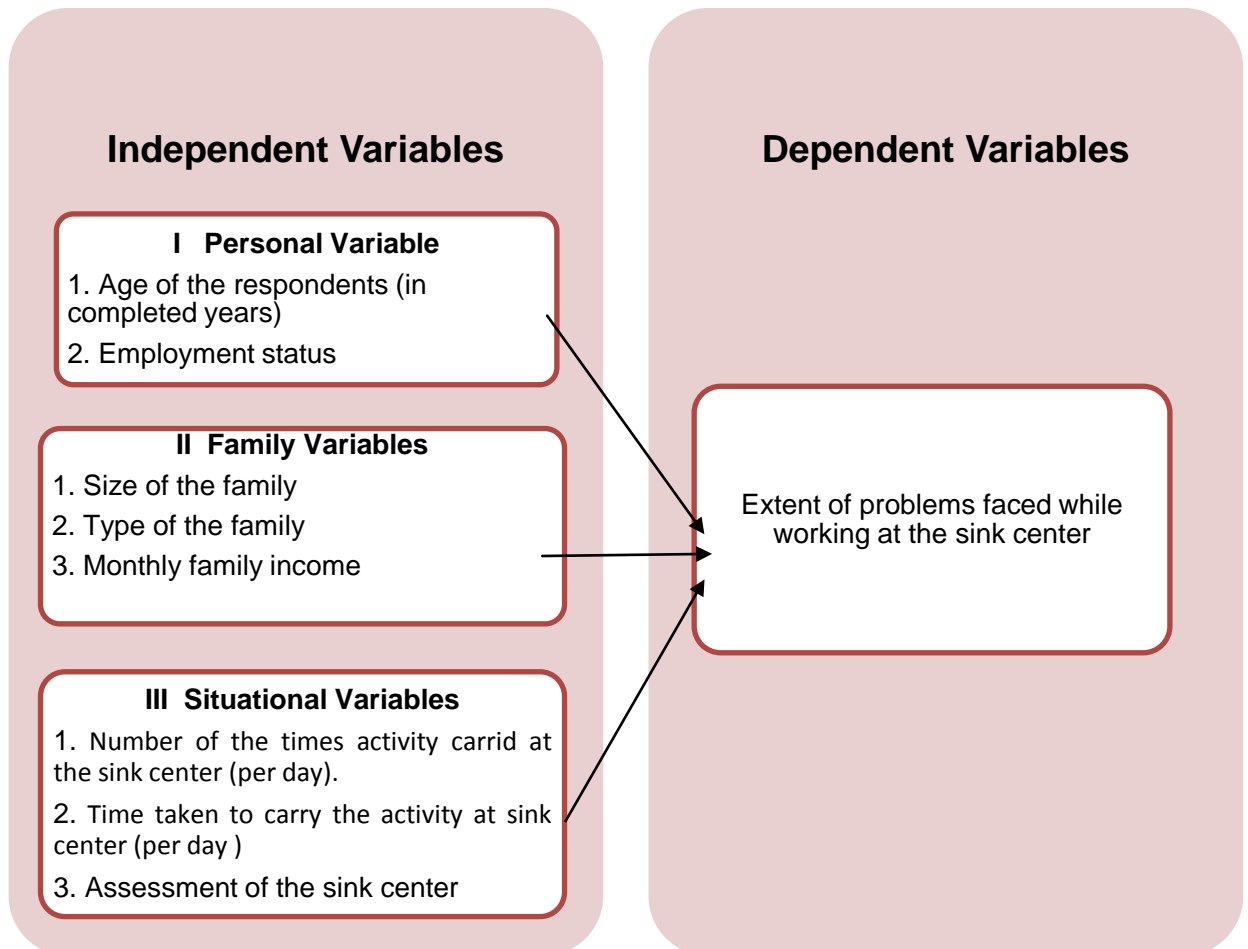 Independent Variables
I Personal Variable
1. Age of the respondents (in
completed years)
2. Employment status
II Family Variables
1. Size of the family
2. Type of the family
3. Monthly family income
III Situational Variables
1. Number of the times activity carrid at
the sink center (per day).
2. Time taken to carry the activity at sink
center (per day )
3. Assessment of the sink center
Dependent Variables
Extent of problems faced while
working at the sink center